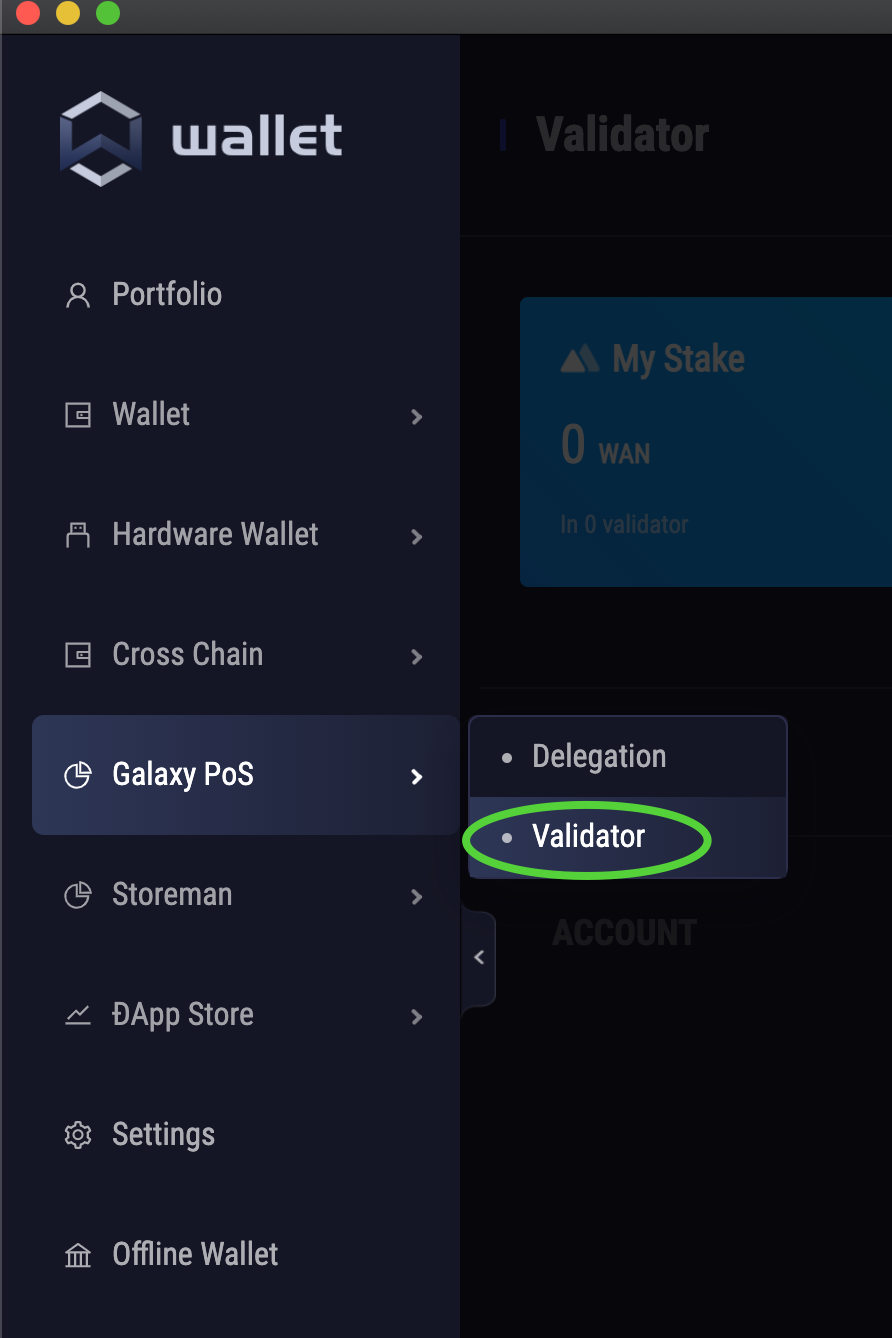 wallet
Portfolio
Wallet
Hardware Wallet
Cross Chain
Galaxy PoS
Storeman
ÐApp Store
Settings
Offline Wallet
Validator
My Stake
0 WAN
In 0 validator
Delegation
Validator
ACCOUNT